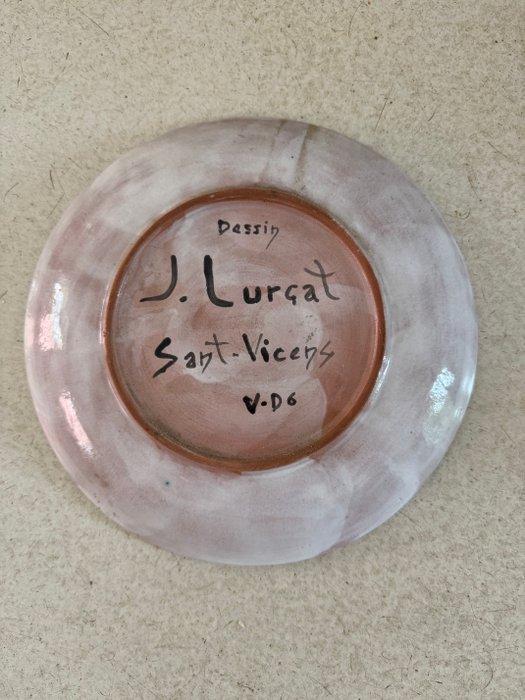 Dessin
J. Lurçat
Sant-Vicens
V.D6